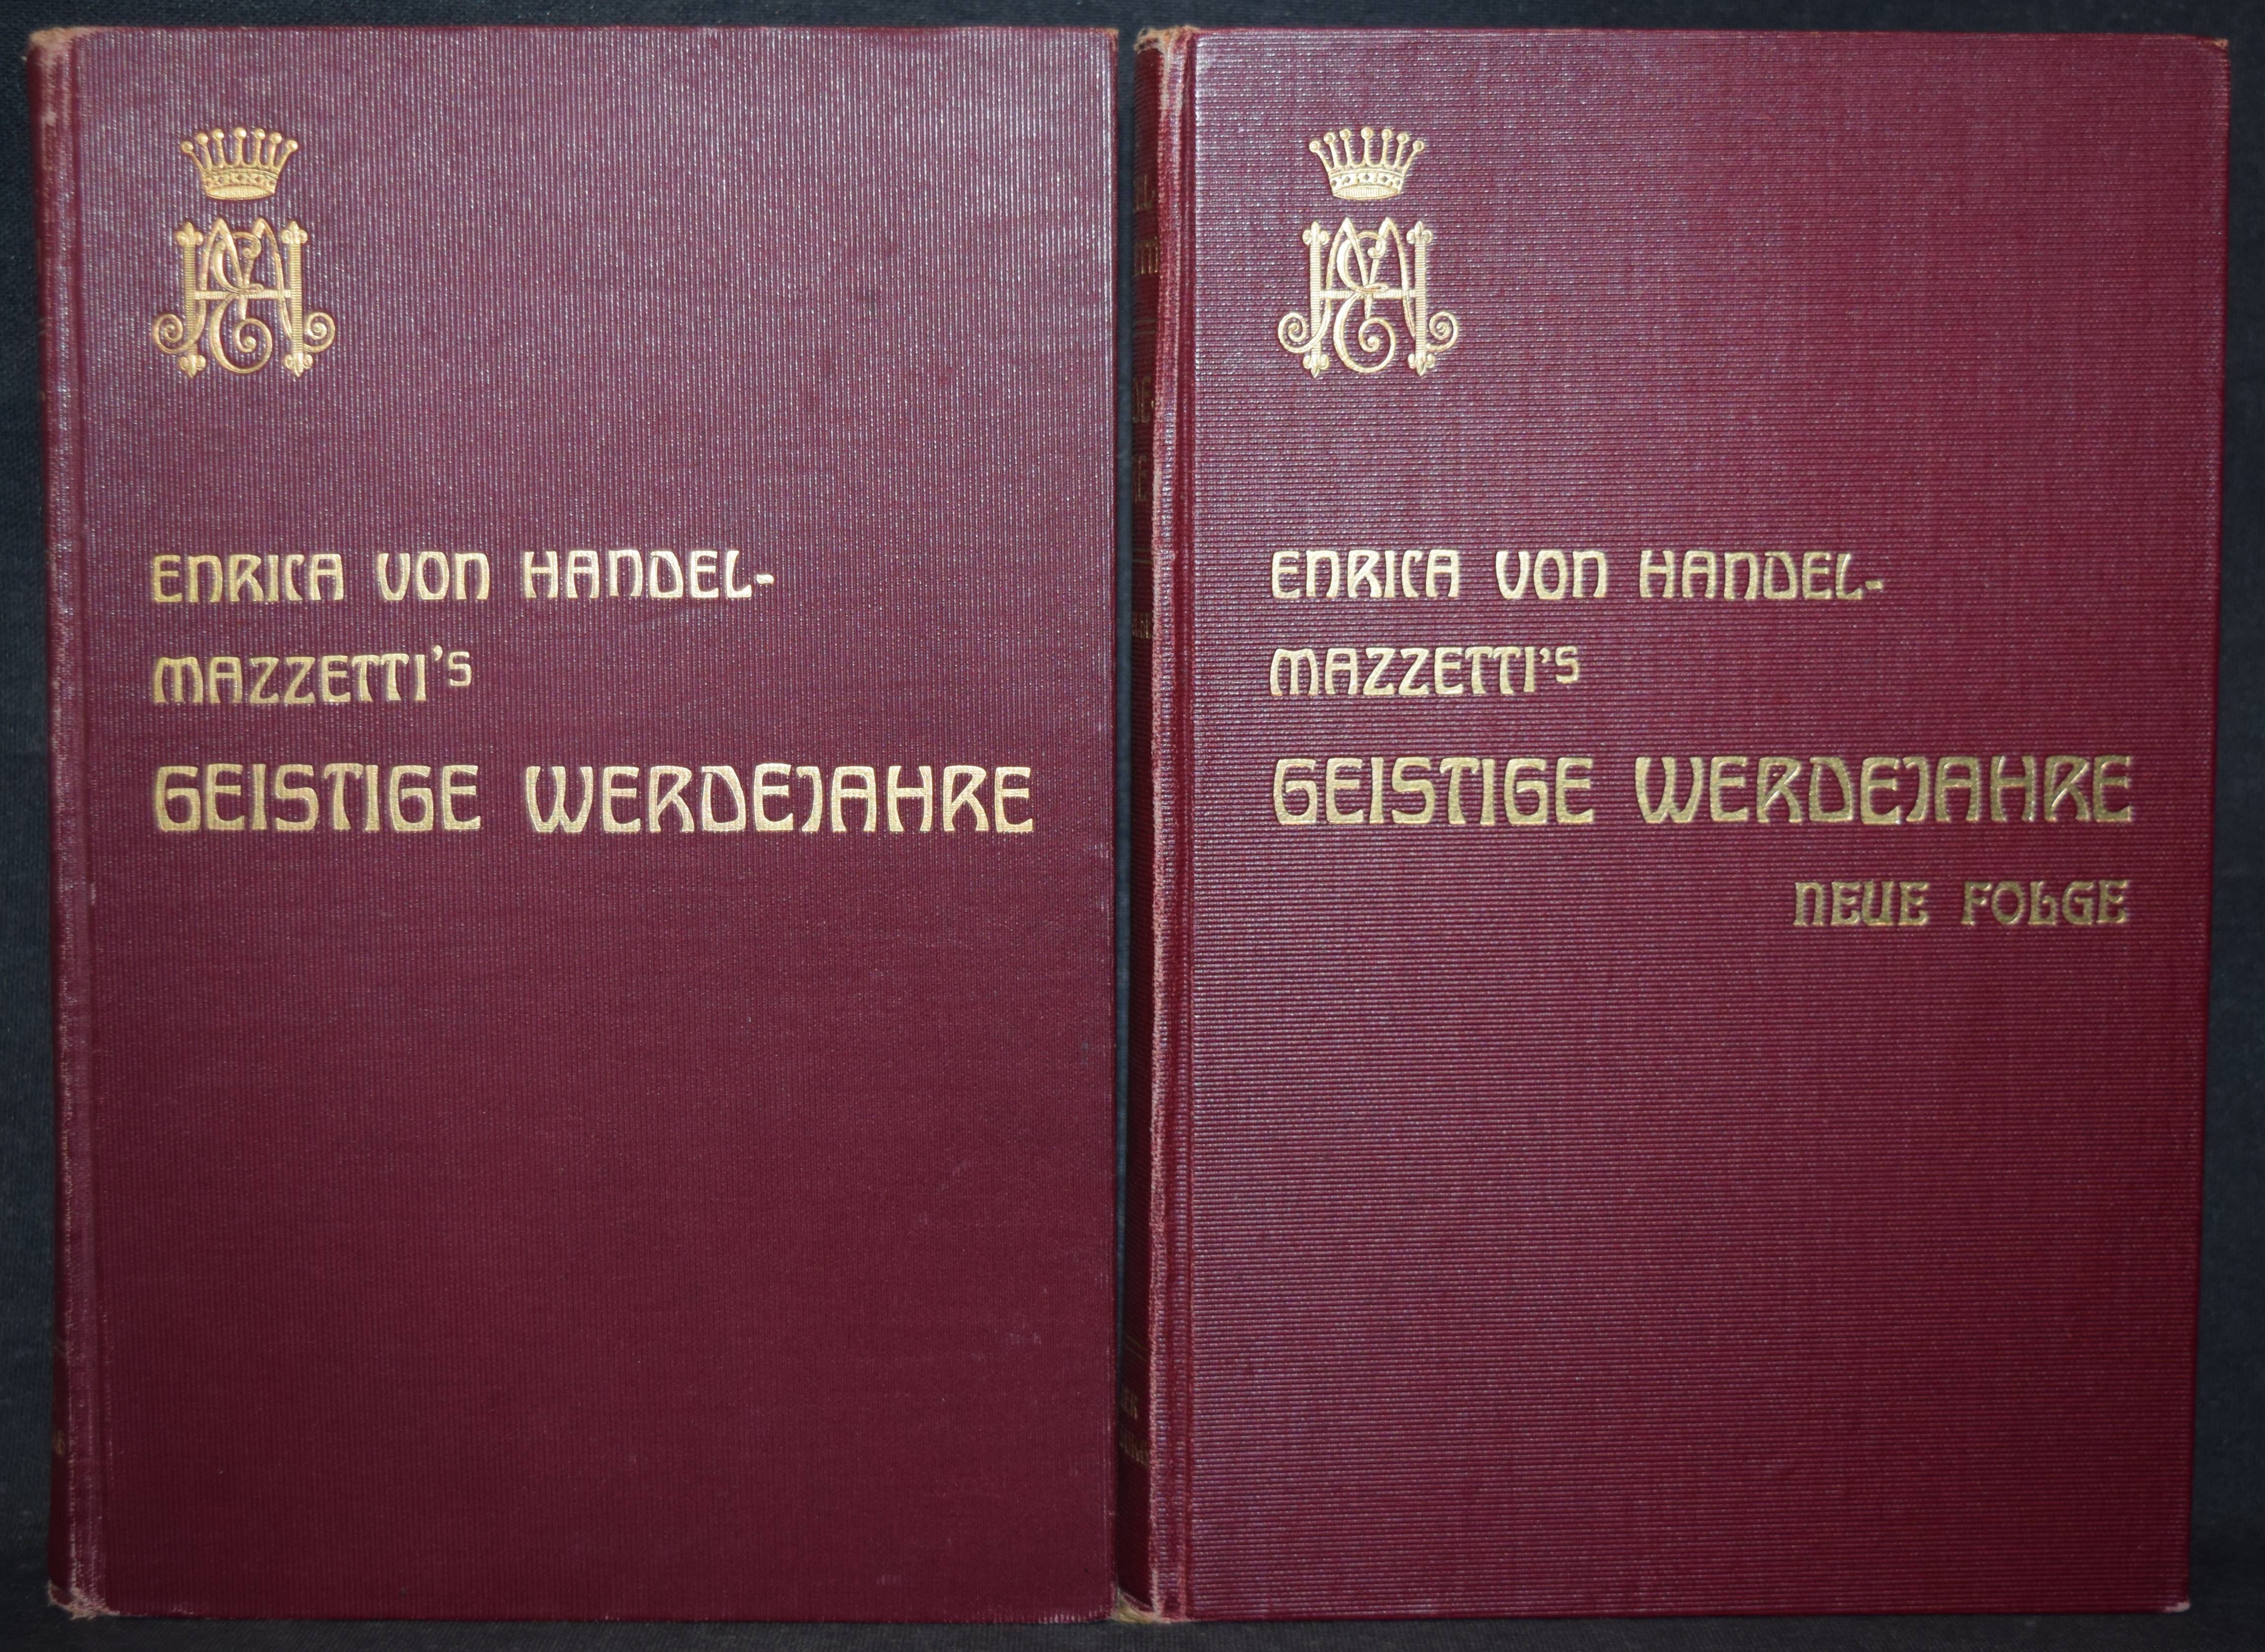 ENRICA VON HANDEL-
MAZZETTI'S
GEISTIGE WERDEJAHRE
ENRICA VON HANDEL-
MAZZETTI'S
GEISTIGE WERDEJAHRE
NEUE FOLGE